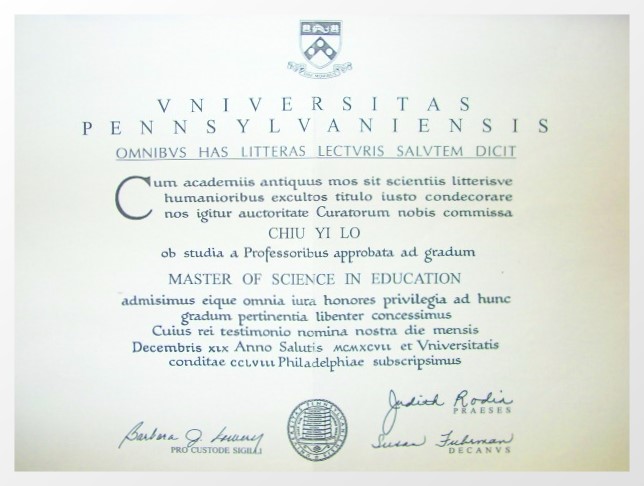 VNIVERSITAS
PENNSYLVANIENSIS
OMNIBVS HAS LITTERAS LECTVRIS SALVTEM DICIT
Cum academiis antiquus mos sit scientiis litterisve
humanioribus excultos titulo iusto condecorare
nos igitur auctoritate Curatorum nobis commissa
CHIU YI LO
ob studia a Professoribus approbata ad gradum
MASTER OF SCIENCE IN EDUCATION
admisimus eique omnia iura honores privilegia ad hunc
gradum pertinentia libenter concessimus
Cuius rei testimonio nomina nostra die mensis
Decembris XIX Anno Salutis MCMXCVII et Vniversitatis
conditae CCLVIII Philadelphiae subscripsimus
Judith Rodin
PRAESES
Barbara J. Lowery
PRO CUSTODE SIGILLI
Susan Fuhrman
DECANVS